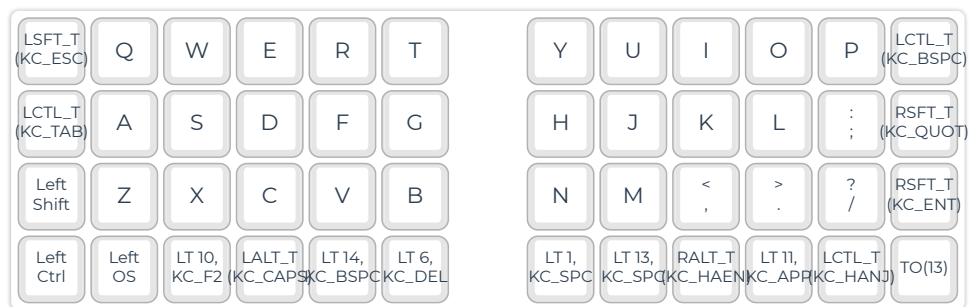 LSFT_T
(KC_ESC)
Q
W
E
R
T
Y
U
I
O
P
LCTL_T
(KC_BSPC)
LCTL_T
(KC_TAB)
A
S
D
F
G
H
J
K
L
:
;
RSFT_T
(KC_QUOT)
Left
Shift
Z
X
C
V
B
N
M
<
,
>
.
?
/
RSFT_T
(KC_ENT)
Left
Ctrl
Left
OS
LT 10,
KC_F2
LALT_T
(KC_CAPS)
LT 14,
KC_BSPC
LT 6,
KC_DEL
LT 1,
KC_SPC
LT 13,
KC_SPC
RALT_T
(KC_HAEN)
LT 11,
KC_APP
LCTL_T
(KC_HANJ)
TO(13)